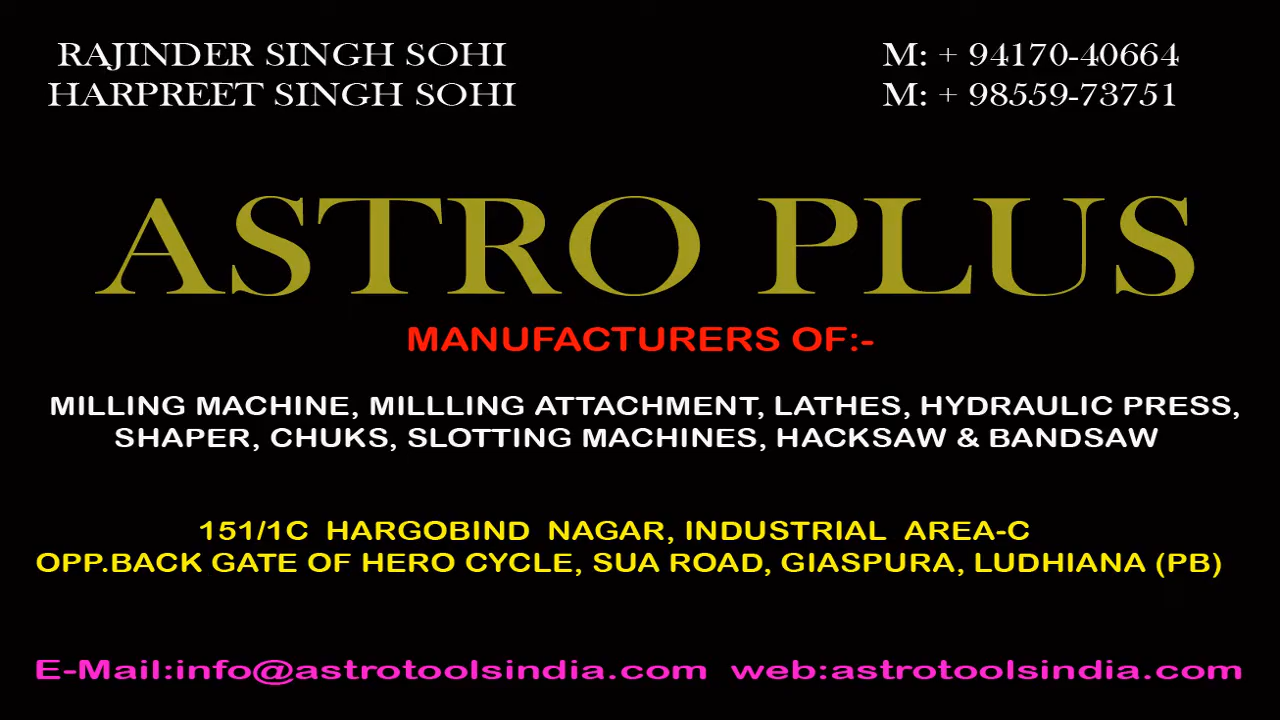 RAJINDER SINGH SOHI M: + 94170-40664
HARPREET SINGH SOHI M: + 98559-73751
ASTRO PLUS
MANUFACTURERS OF:-
MILLING MACHINE, MILLLING ATTACHMENT, LATHES, HYDRAULIC PRESS,
SHAPER, CHUKS, SLOTTING MACHINES, HACKSAW & BANDSAW
151/1C HARGOBIND NAGAR, INDUSTRIAL AREA-C
OPP.BACK GATE OF HERO CYCLE, SUA ROAD, GIASPURA, LUDHIANA (PB)
E-Mail:info@astrotoolsindia.com web:astrotoolsindia.com